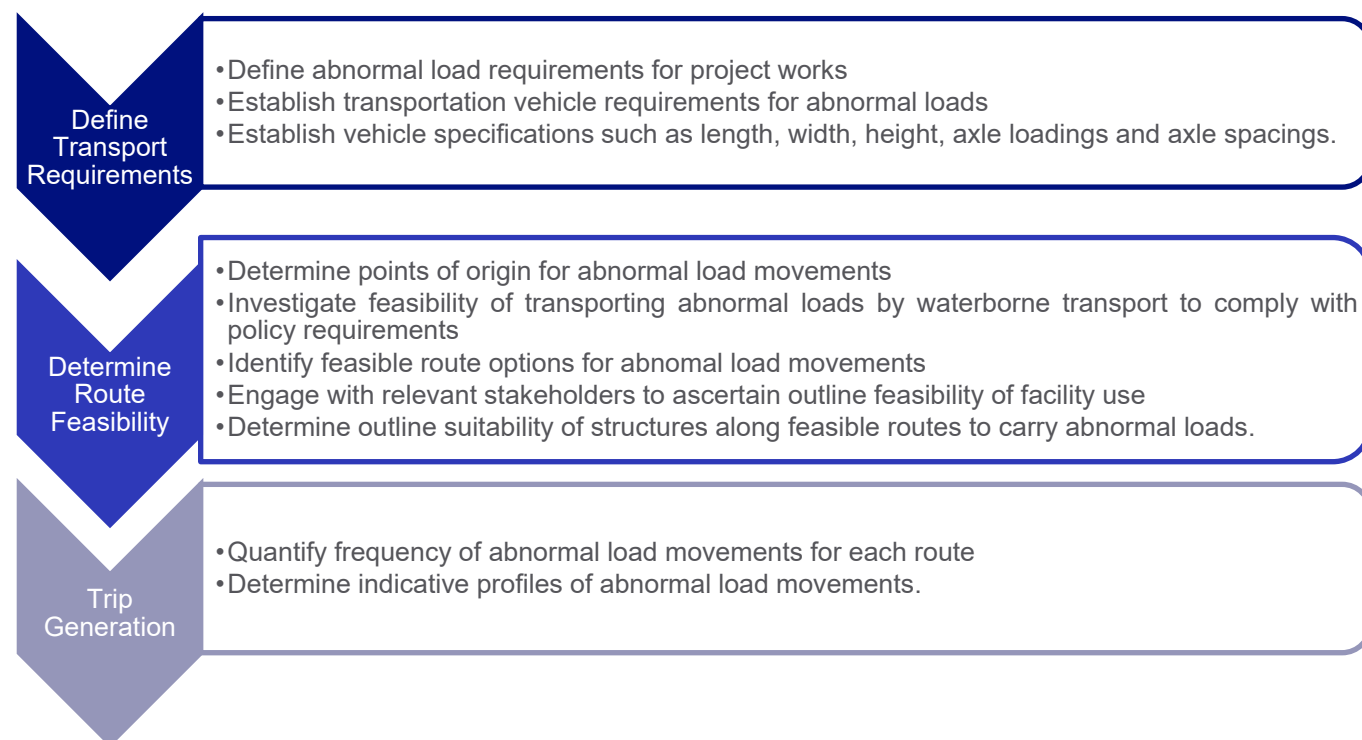 Define
Transport
Requirements
•Define abnormal load requirements for project works
•Establish transportation vehicle requirements for abnormal loads
•Establish vehicle specifications such as length, width, height, axle loadings and axle spacings.
Determine
Route
Feasibility
•Determine points of origin for abnormal load movements
•Investigate feasibility of transporting abnormal loads by waterborne transport to comply with
policy requirements
•Identify feasible route options for abnomal load movements
•Engage with relevant stakeholders to ascertain outline feasibility of facility use
•Determine outline suitability of structures along feasible routes to carry abnormal loads.
Trip
Generation
•Quantify frequency of abnormal load movements for each route
•Determine indicative profiles of abnormal load movements.